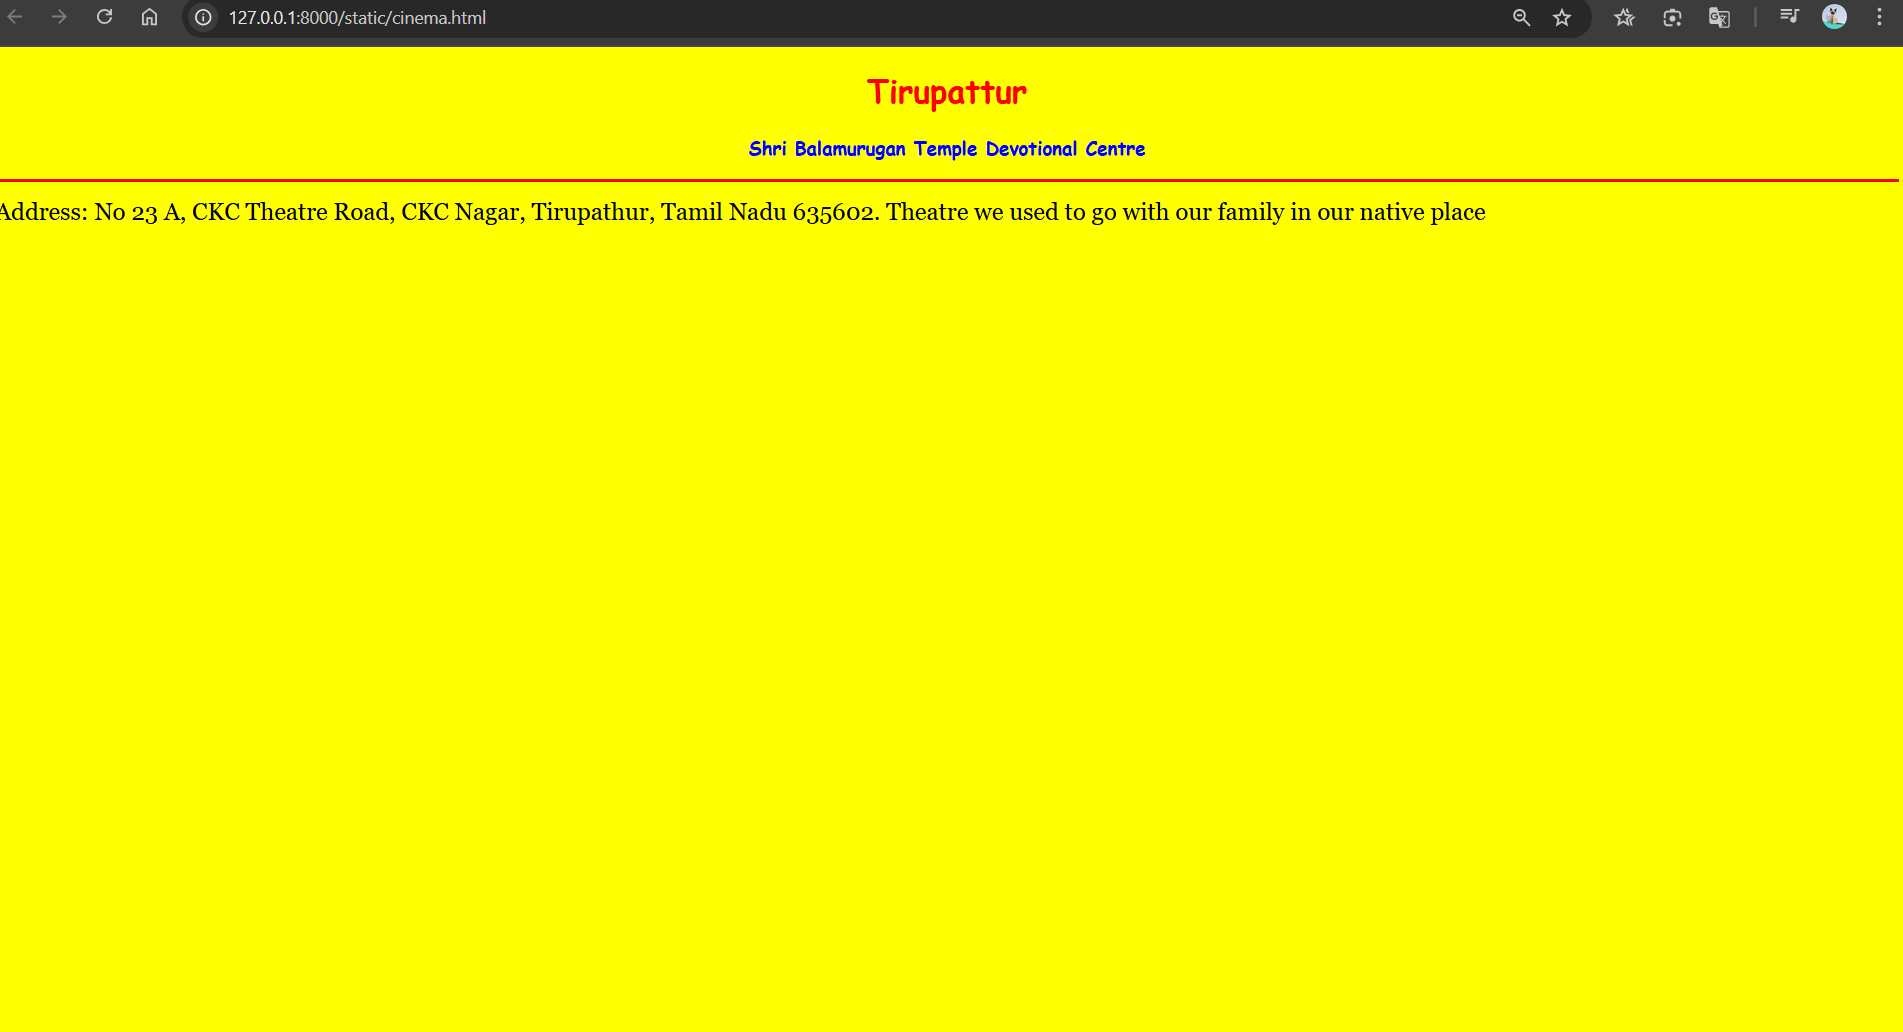 127.0.0.1:8000/static/cinema.html
Tirupattur
Shri Balamurugan Temple Devotional Centre
Address: No 23 A, CKC Theatre Road, CKC Nagar, Tirupathur, Tamil Nadu 635602. Theatre we used to go with our family in our native place